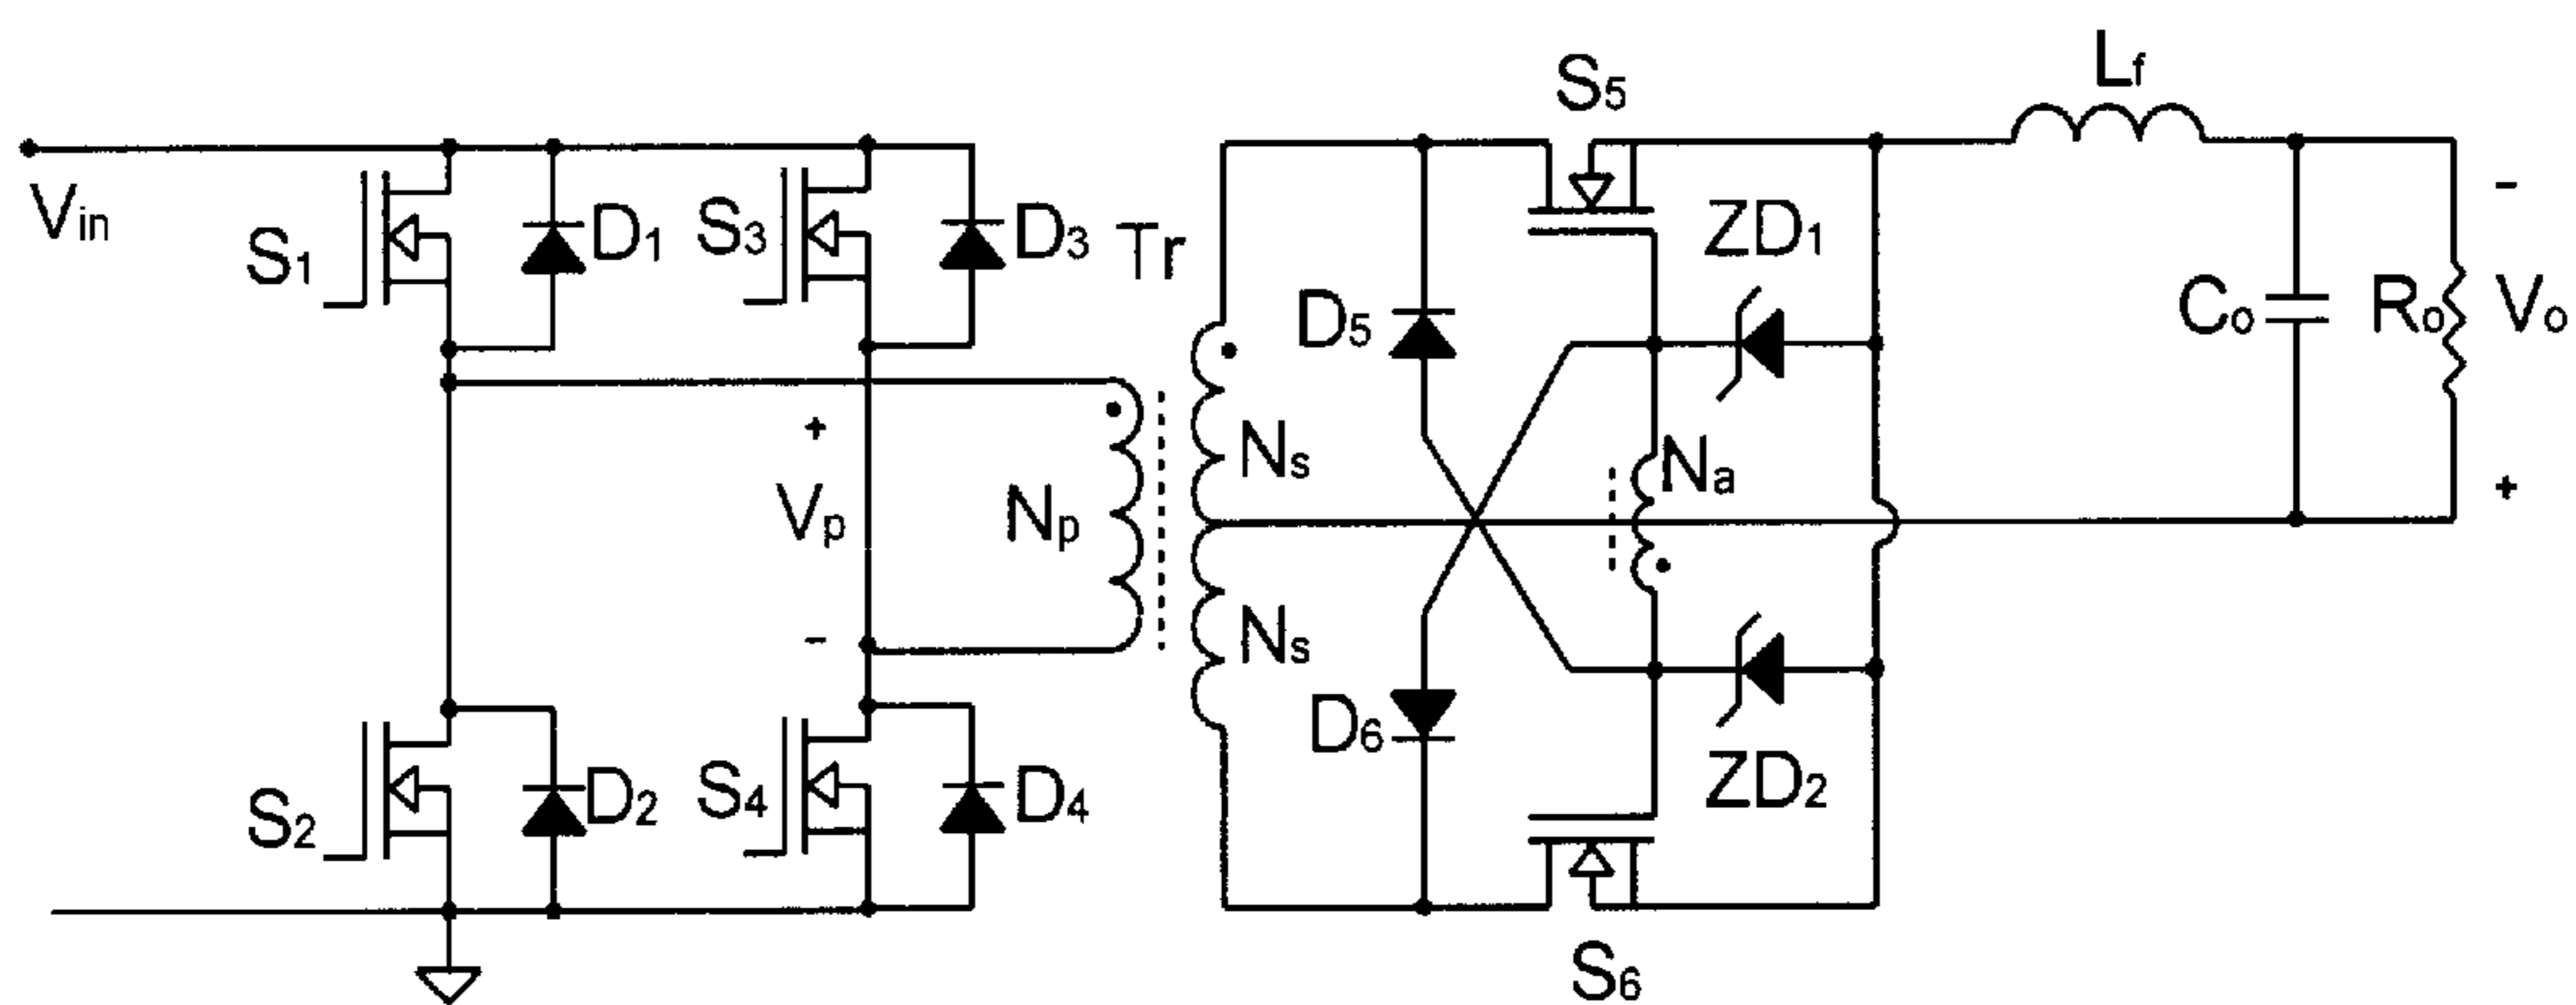 Vin
S1
D1
S3
D3
Tr
S5
Lf
ZD1
D5
Co
Ro
Vo
-
+
+
Vp
-
Np
Ns
Ns
Na
S2
D2
S4
D4
D6
ZD2
S6